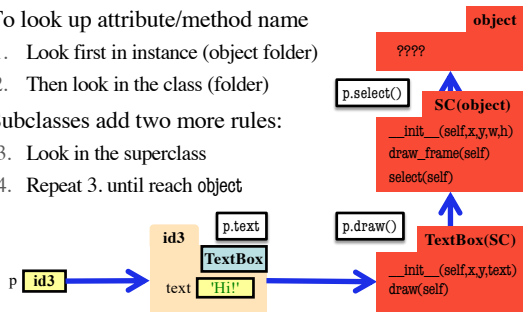 To look up attribute/method name
1. Look first in instance (object folder)
2. Then look in the class (folder)
Subclasses add two more rules:
3. Look in the superclass
4. Repeat 3. until reach object
object
????
p.select()
SC(object)
__init__(self,x,y,w,h)
draw_frame(self)
select(self)
p.text
p.draw()
id3
TextBox
TextBox(SC)
p id3
text 'Hi!'
__init__(self,x,y,text)
draw(self)